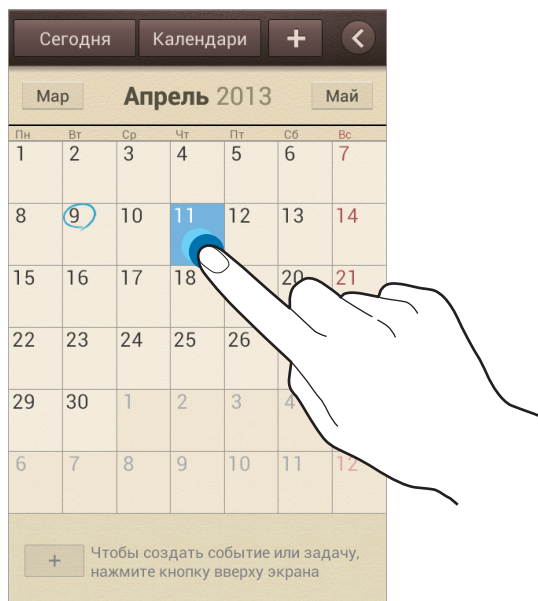 Сегодня Календари +
Мар Апрель 2013 Май
Пн Вт Ср Чт Пт Сб Вс
1 2 3 4 5 6 7
8 9 10 11 12 13 14
15 16 17 18 20 21
22 23 24 25 26
29 30 1 2 3 4
6 7 8 9 10 11 12
+ Чтобы создать событие или задачу,
нажмите кнопку вверху экрана